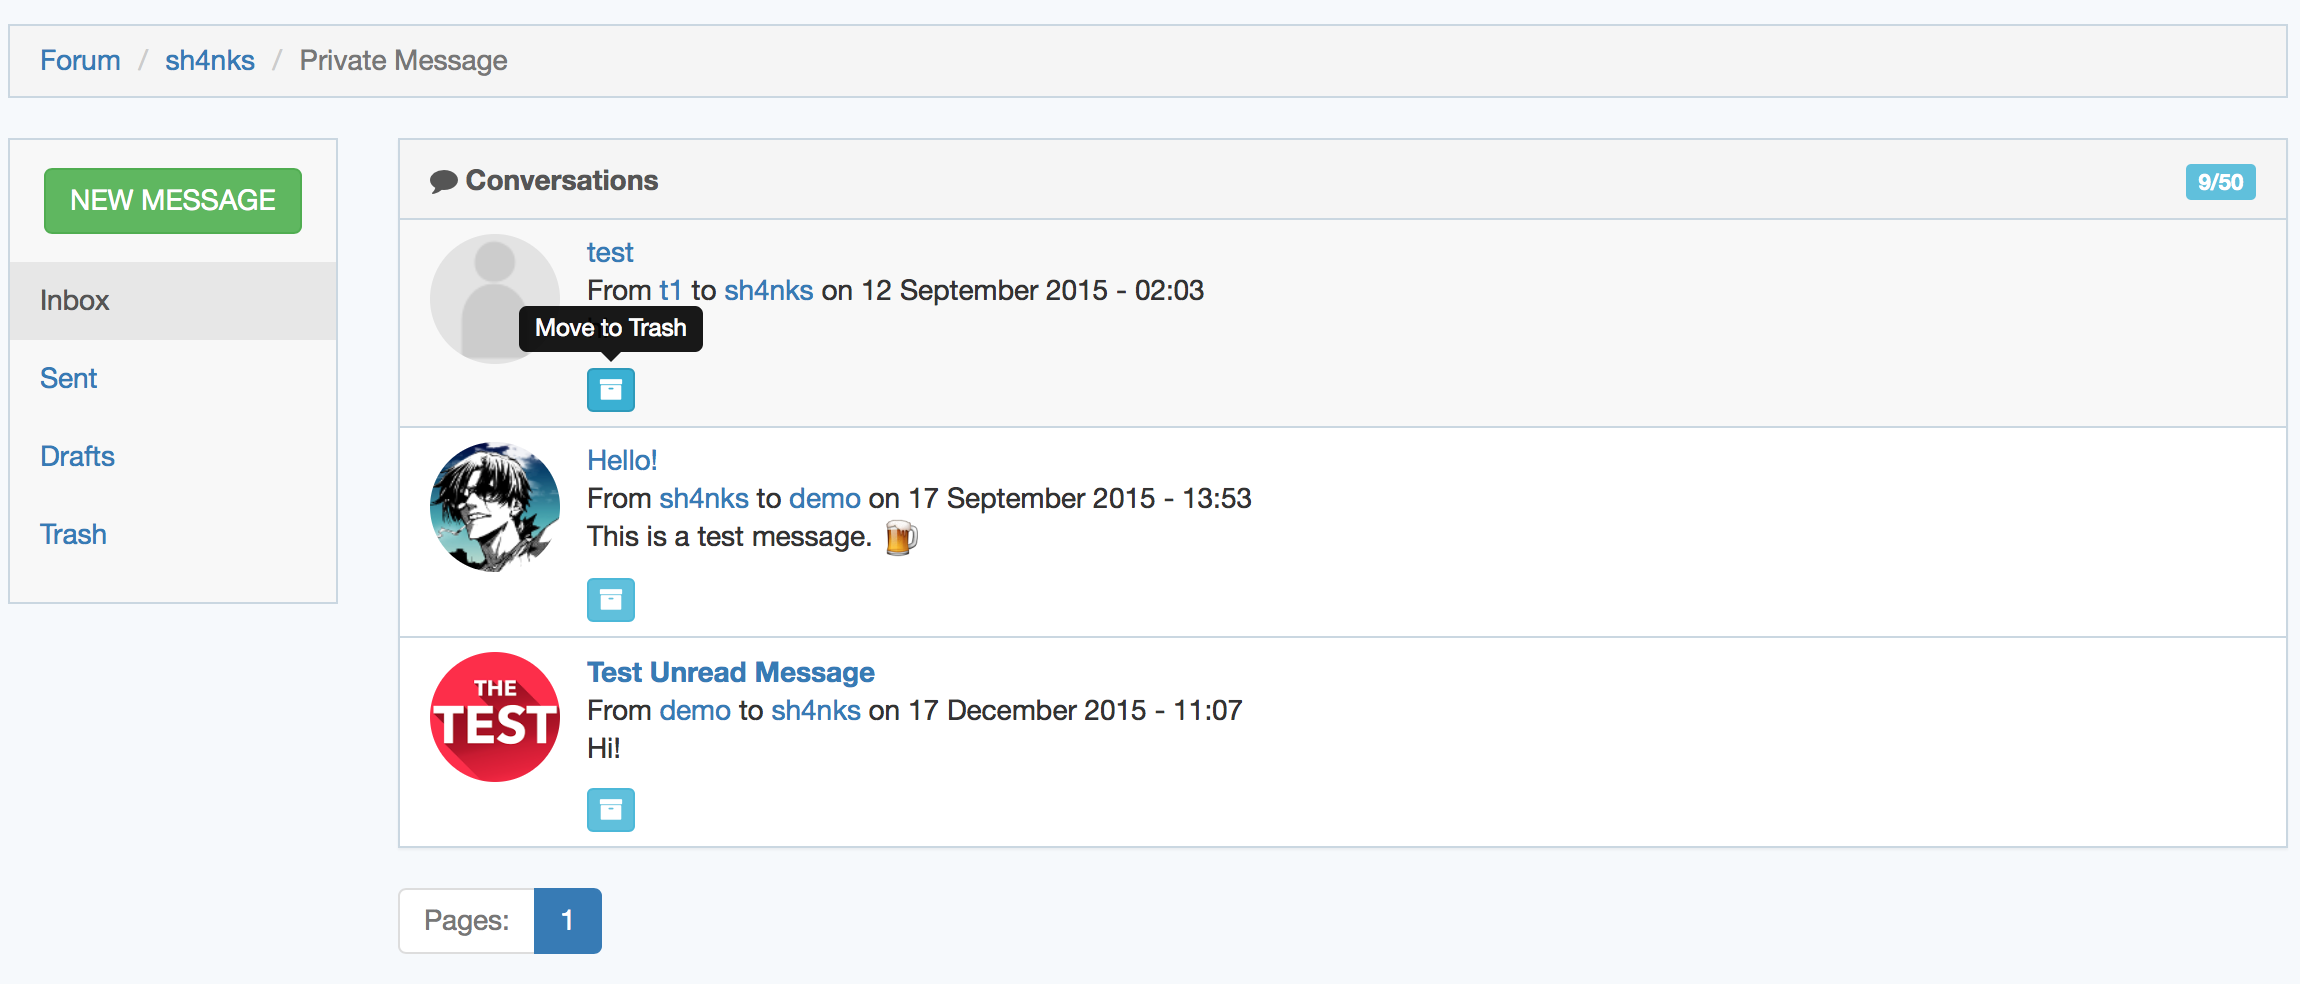 Forum / sh4nks / Private Message
NEW MESSAGE
Inbox
Sent
Drafts
Trash
Conversations
9/50
test
From t1 to sh4nks on 12 September 2015 - 02:03
Move to Trash
Hello!
From sh4nks to demo on 17 September 2015 - 13:53
This is a test message. 🍺
THE
TEST
Test Unread Message
From demo to sh4nks on 17 December 2015 - 11:07
Hi!
Pages: 1